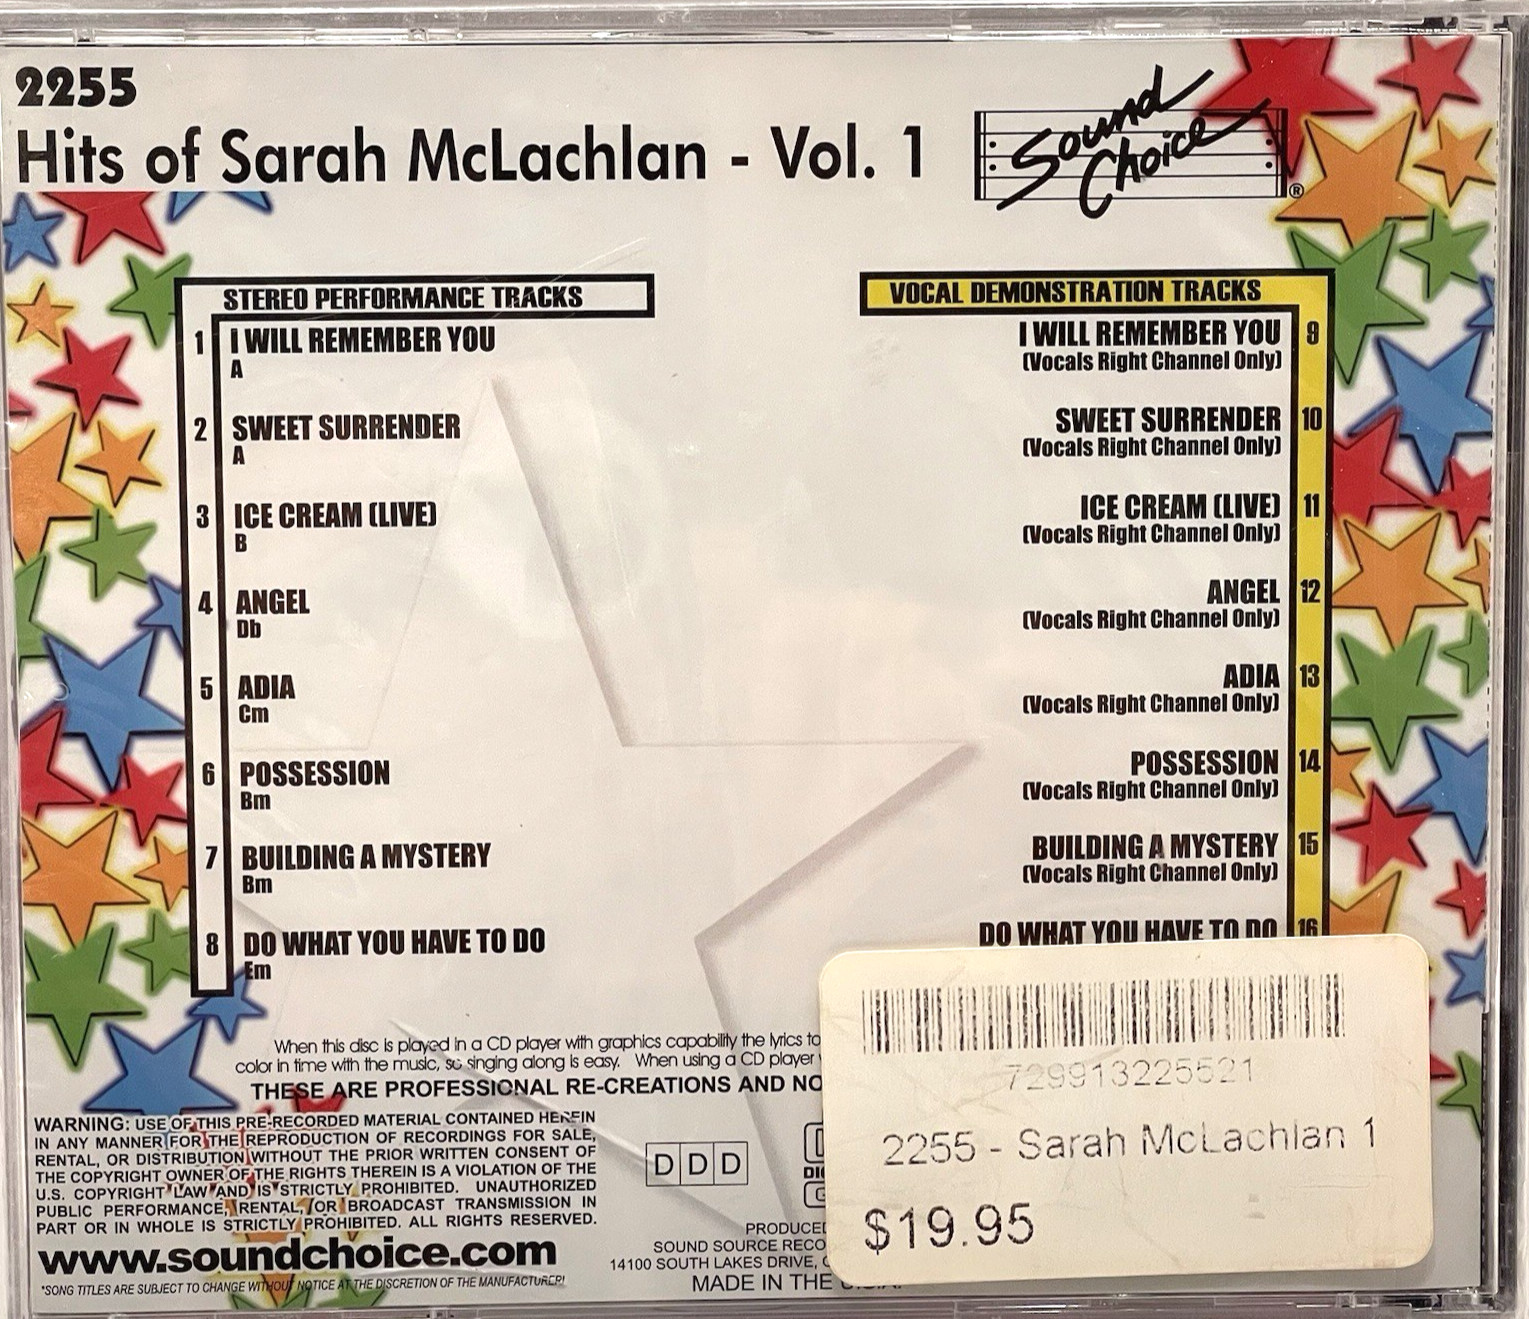 2255
Hits of Sarah McLachlan - Vol. 1
Sound Choice®
STEREO PERFORMANCE TRACKS
1 I WILL REMEMBER YOU
A
2 SWEET SURRENDER
A
3 ICE CREAM (LIVE)
B
4 ANGEL
Db
5 ADIA
Cm
6 POSSESSION
Bm
7 BUILDING A MYSTERY
Bm
8 DO WHAT YOU HAVE TO DO
Em
VOCAL DEMONSTRATION TRACKS
I WILL REMEMBER YOU 9
(Vocals Right Channel Only)
SWEET SURRENDER 10
(Vocals Right Channel Only)
ICE CREAM (LIVE) 11
(Vocals Right Channel Only)
ANGEL 12
(Vocals Right Channel Only)
ADIA 13
(Vocals Right Channel Only)
POSSESSION 14
(Vocals Right Channel Only)
BUILDING A MYSTERY 15
(Vocals Right Channel Only)
DO WHAT YOU HAVE TO DO 16
When this disc is played in a CD player with graphics capability the lyrics to
color in time with the music, so singing along is easy. When using a CD player
THESE ARE PROFESSIONAL RE-CREATIONS AND
WARNING: USE OF THIS PRE-RECORDED MATERIAL CONTAINED HEREIN
IN ANY MANNER FOR THE REPRODUCTION OF RECORDINGS FOR SALE,
RENTAL, OR DISTRIBUTION WITHOUT THE PRIOR WRITTEN CONSENT OF
THE COPYRIGHT OWNER OF THE RIGHTS THEREIN IS A VIOLATION OF THE
U.S. COPYRIGHT LAW AND IS STRICTLY PROHIBITED. UNAUTHORIZED
PUBLIC PERFORMANCE, RENTAL, OR BROADCAST TRANSMISSION IN
PART OR IN WHOLE IS STRICTLY PROHIBITED. ALL RIGHTS RESERVED.
www.soundchoice.com
*SONG TITLES ARE SUBJECT TO CHANGE WITHOUT NOTICE AT THE DISCRETION OF THE MANUFACTURER!
DDD
PRODUCED
SOUND SOURCE
14100 SOUTH LAKES DRIVE,
MADE IN THE U.S.A.
729913225521
2255 - Sarah McLachlan 1
$19.95